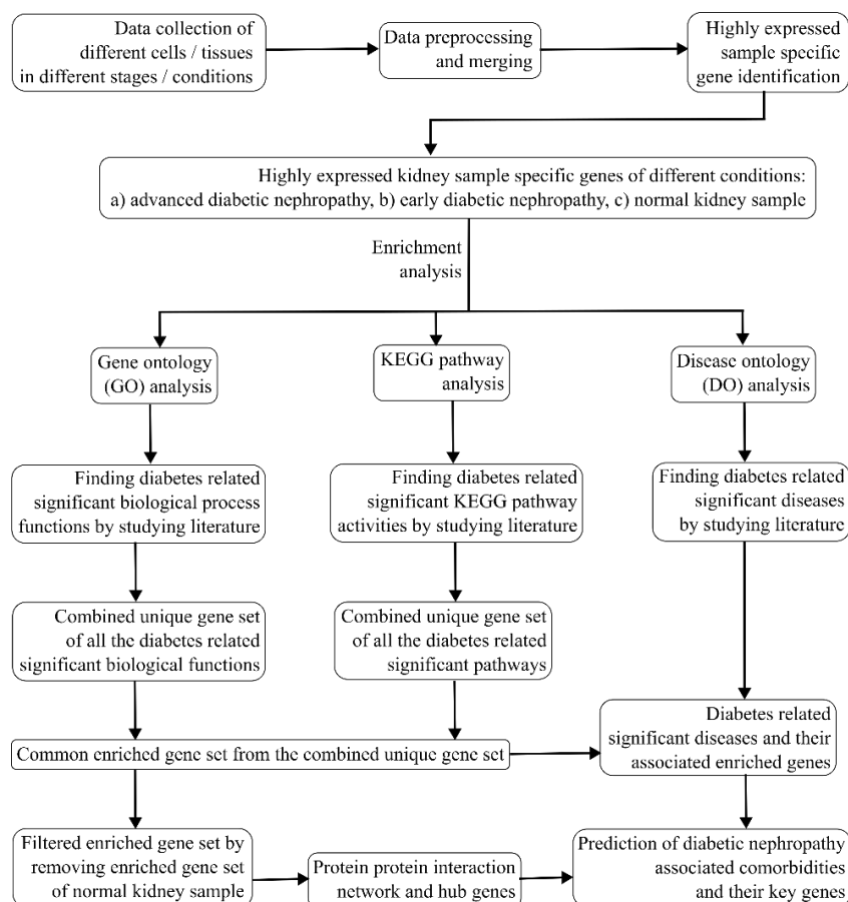 Data collection of
different cells / tissues
in different stages / conditions
Data preprocessing
and merging
Highly expressed
sample specific
gene identification
Highly expressed kidney sample specific genes of different conditions:
a) advanced diabetic nephropathy, b) early diabetic nephropathy, c) normal kidney sample
Enrichment
analysis
Gene ontology
(GO) analysis
KEGG pathway
analysis
Disease ontology
(DO) analysis
Finding diabetes related
significant biological process
functions by studying literature
Finding diabetes related
significant KEGG pathway
activities by studying literature
Finding diabetes related
significant diseases
by studying literature
Combined unique gene set
of all the diabetes related
significant biological functions
Combined unique gene set
of all the diabetes related
significant pathways
Common enriched gene set from the combined unique gene set
Diabetes related
significant diseases and their
associated enriched genes
Filtered enriched gene set by
removing enriched gene set
of normal kidney sample
Protein protein interaction
network and hub genes
Prediction of diabetic nephropathy
associated comorbidities
and their key genes